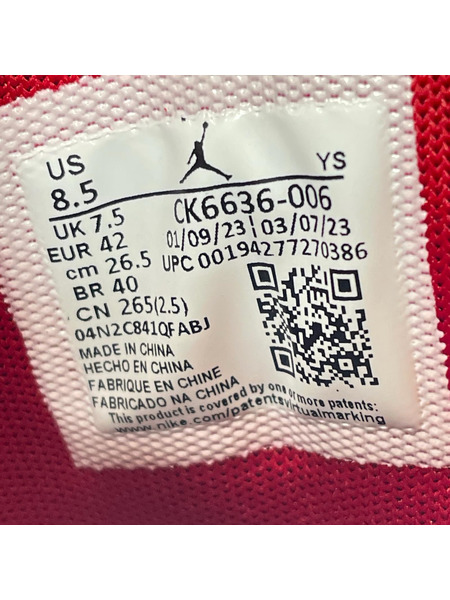 US
8.5
YS
UK 7.5
CK6636-006
EUR 42
01/09/23 03/07/23
cm 26.5
UPC 00194277270386
BR 40
CN 265(2.5)
04N2C841QFABJ
MADE IN CHINA
HECHO EN CHINA
FABRIQUE EN CHINE
FABRICADO NA CHINA
This product is covered by one or more patents:
www.nike.com/patentsvirtualmarking